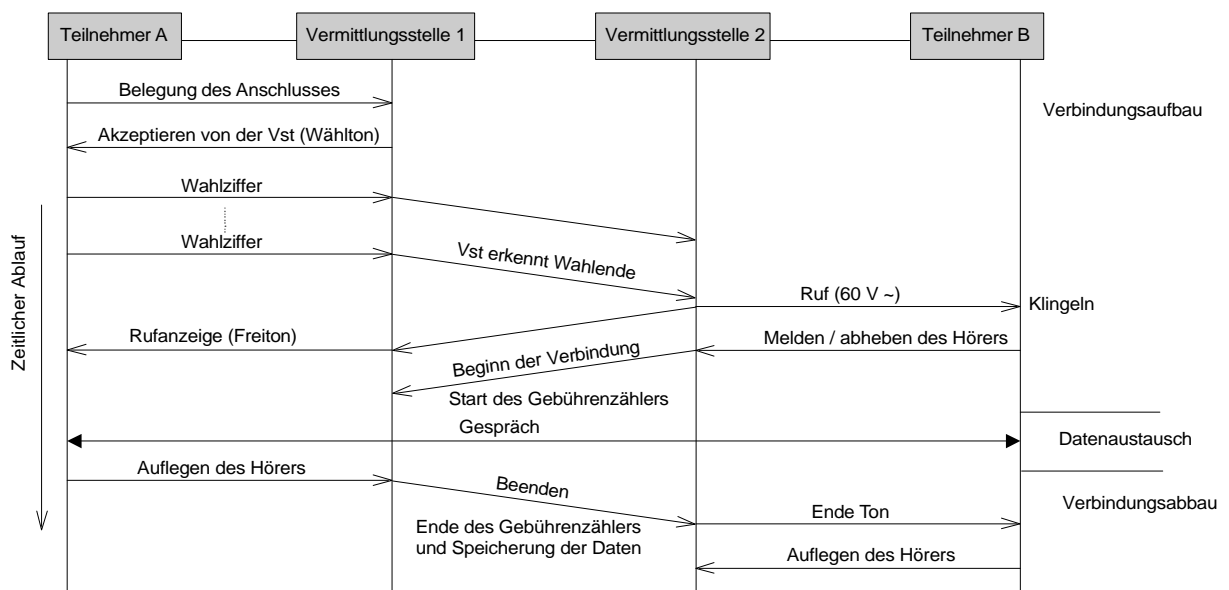 Teilnehmer A
Vermittlungsstelle 1
Vermittlungsstelle 2
Teilnehmer B
Belegung des Anschlusses
Verbindungsaufbau
Akzeptieren von der Vst (Wählton)
Wahlziffer
Wahlziffer
Vst erkennt Wahlende
Zeitlicher Ablauf
Ruf (60 V ~)
Klingeln
Rufanzeige (Freiton)
Melden / abheben des Hörers
Beginn der Verbindung
Start des Gebührenzählers
Gespräch
Datenaustausch
Auflegen des Hörers
Beenden
Verbindungsabbau
Ende Ton
Ende des Gebührenzählers
und Speicherung der Daten
Auflegen des Hörers